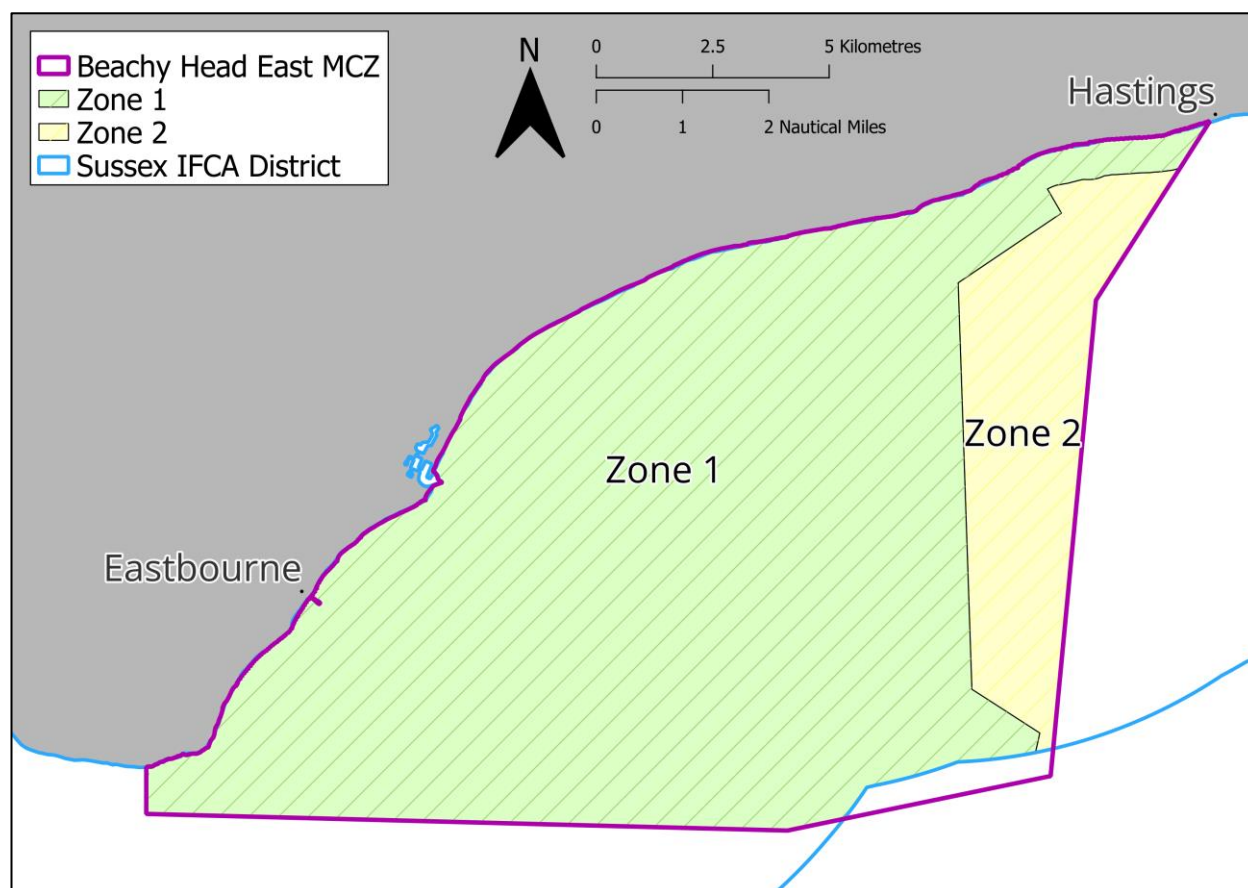 Beachy Head East MCZ
Zone 1
Zone 2
Sussex IFCA District
N
0 2.5 5 Kilometres
0 1 2 Nautical Miles
Hastings
Zone 2
Zone 1
Eastbourne